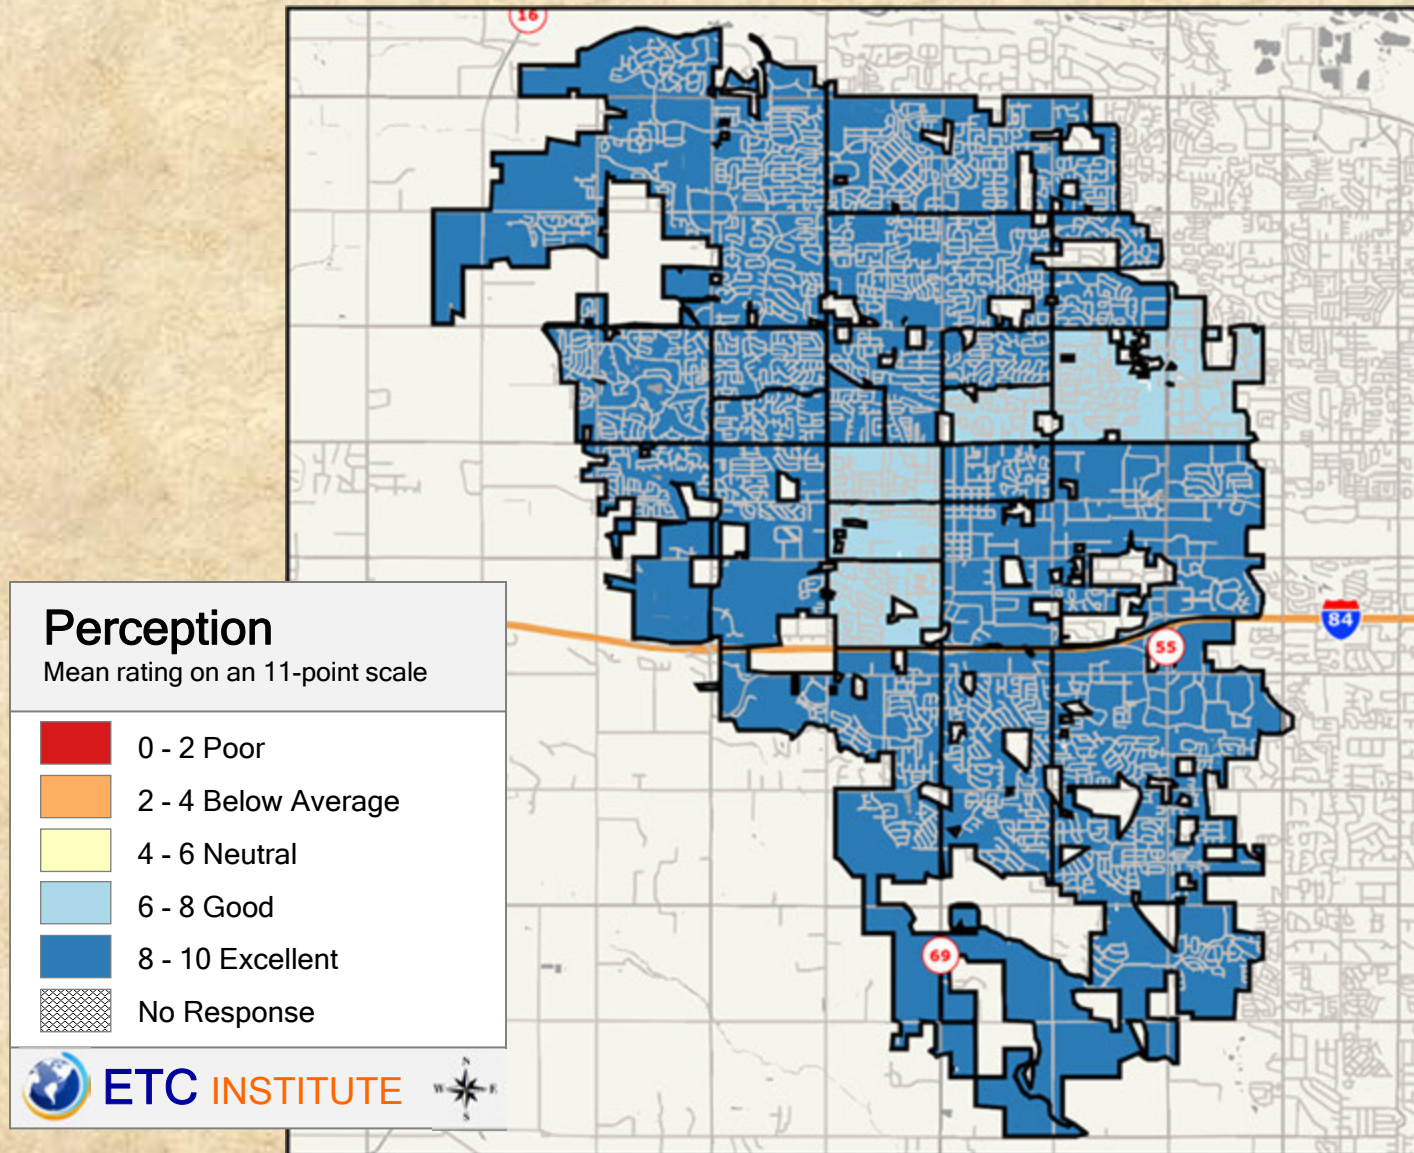 16
84
55
69
Perception
Mean rating on an 11-point scale
0 - 2 Poor
2 - 4 Below Average
4 - 6 Neutral
6 - 8 Good
8 - 10 Excellent
No Response
ETC INSTITUTE
N
W E
S